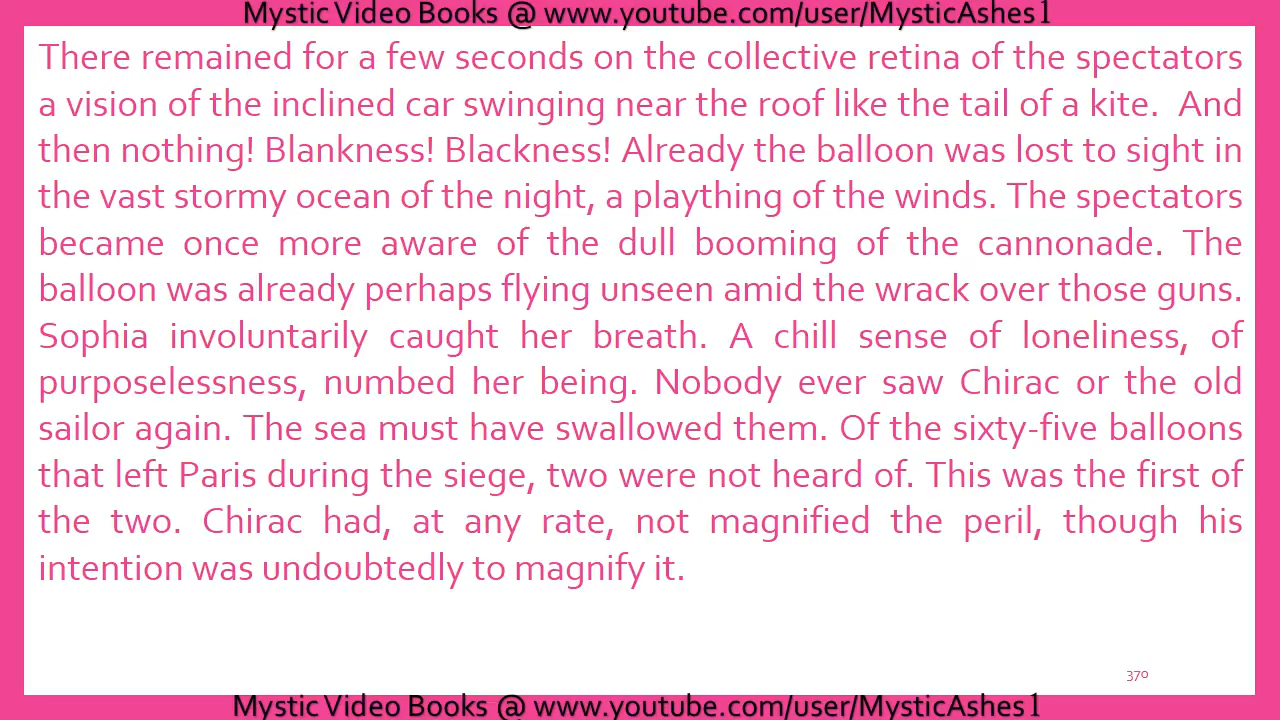 Mystic Video Books @ www.youtube.com/user/MysticAshes1
There remained for a few seconds on the collective retina of the spectators
a vision of the inclined car swinging near the roof like the tail of a kite.  And
then nothing! Blankness! Blackness! Already the balloon was lost to sight in
the vast stormy ocean of the night, a plaything of the winds. The spectators
became once more aware of the dull booming of the cannonade. The
balloon was already perhaps flying unseen amid the wrack over those guns.
Sophia involuntarily caught her breath. A chill sense of loneliness, of
purposelessness, numbed her being. Nobody ever saw Chirac or the old
sailor again. The sea must have swallowed them. Of the sixty-five balloons
that left Paris during the siege, two were not heard of. This was the first of
the two. Chirac had, at any rate, not magnified the peril, though his
intention was undoubtedly to magnify it.
370
Mystic Video Books @ www.youtube.com/user/MysticAshes1